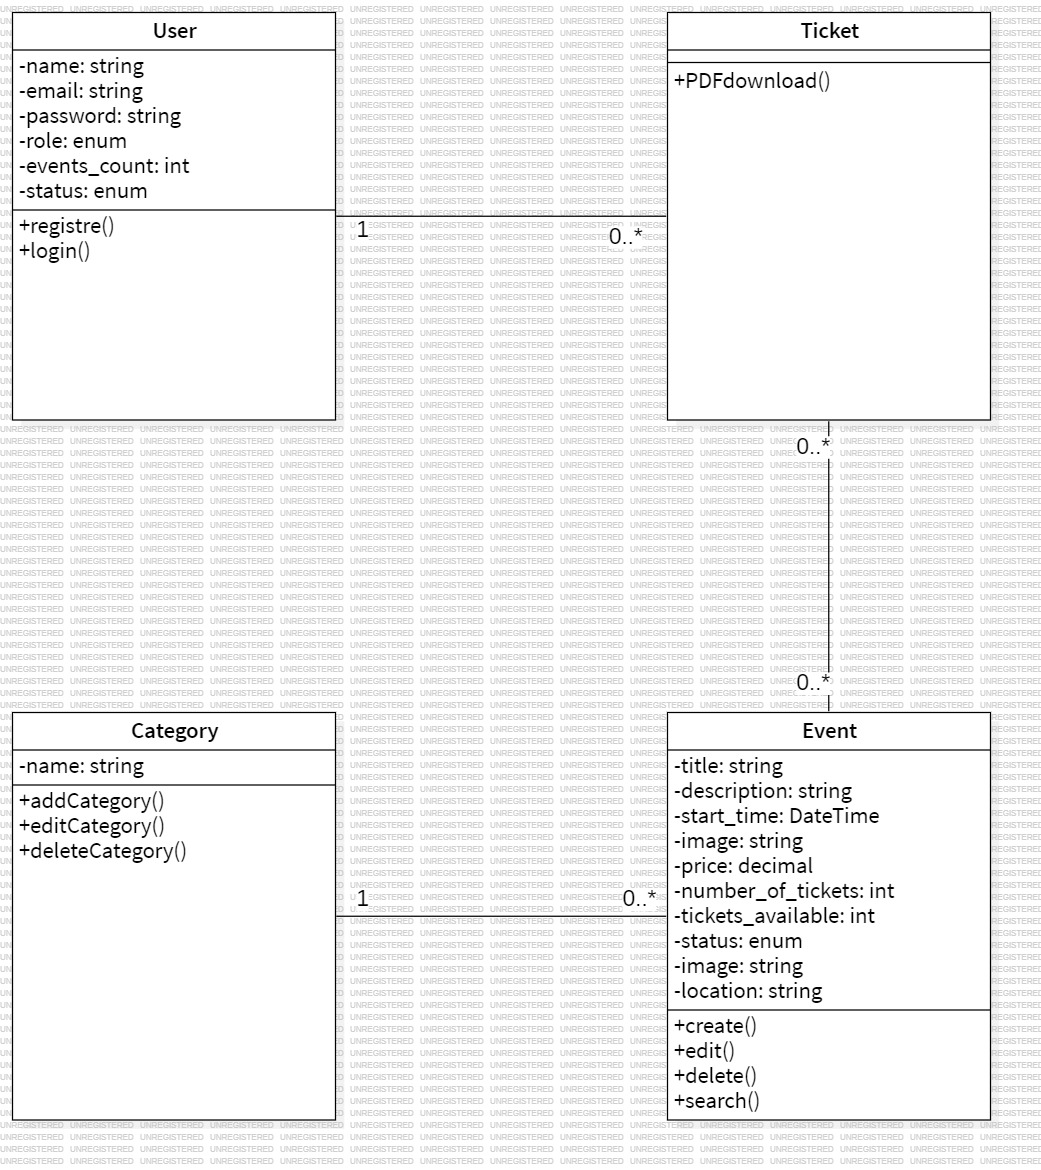 User
-name: string
-email: string
-password: string
-role: enum
-events_count: int
-status: enum
+registre()
+login()
Ticket
+PDFdownload()
1
0..*
0..*
0..*
Category
-name: string
+addCategory()
+editCategory()
+deleteCategory()
1
0..*
Event
-title: string
-description: string
-start_time: DateTime
-image: string
-price: decimal
-number_of_tickets: int
-tickets_available: int
-status: enum
-image: string
-location: string
+create()
+edit()
+delete()
+search()
UNREGISTERED